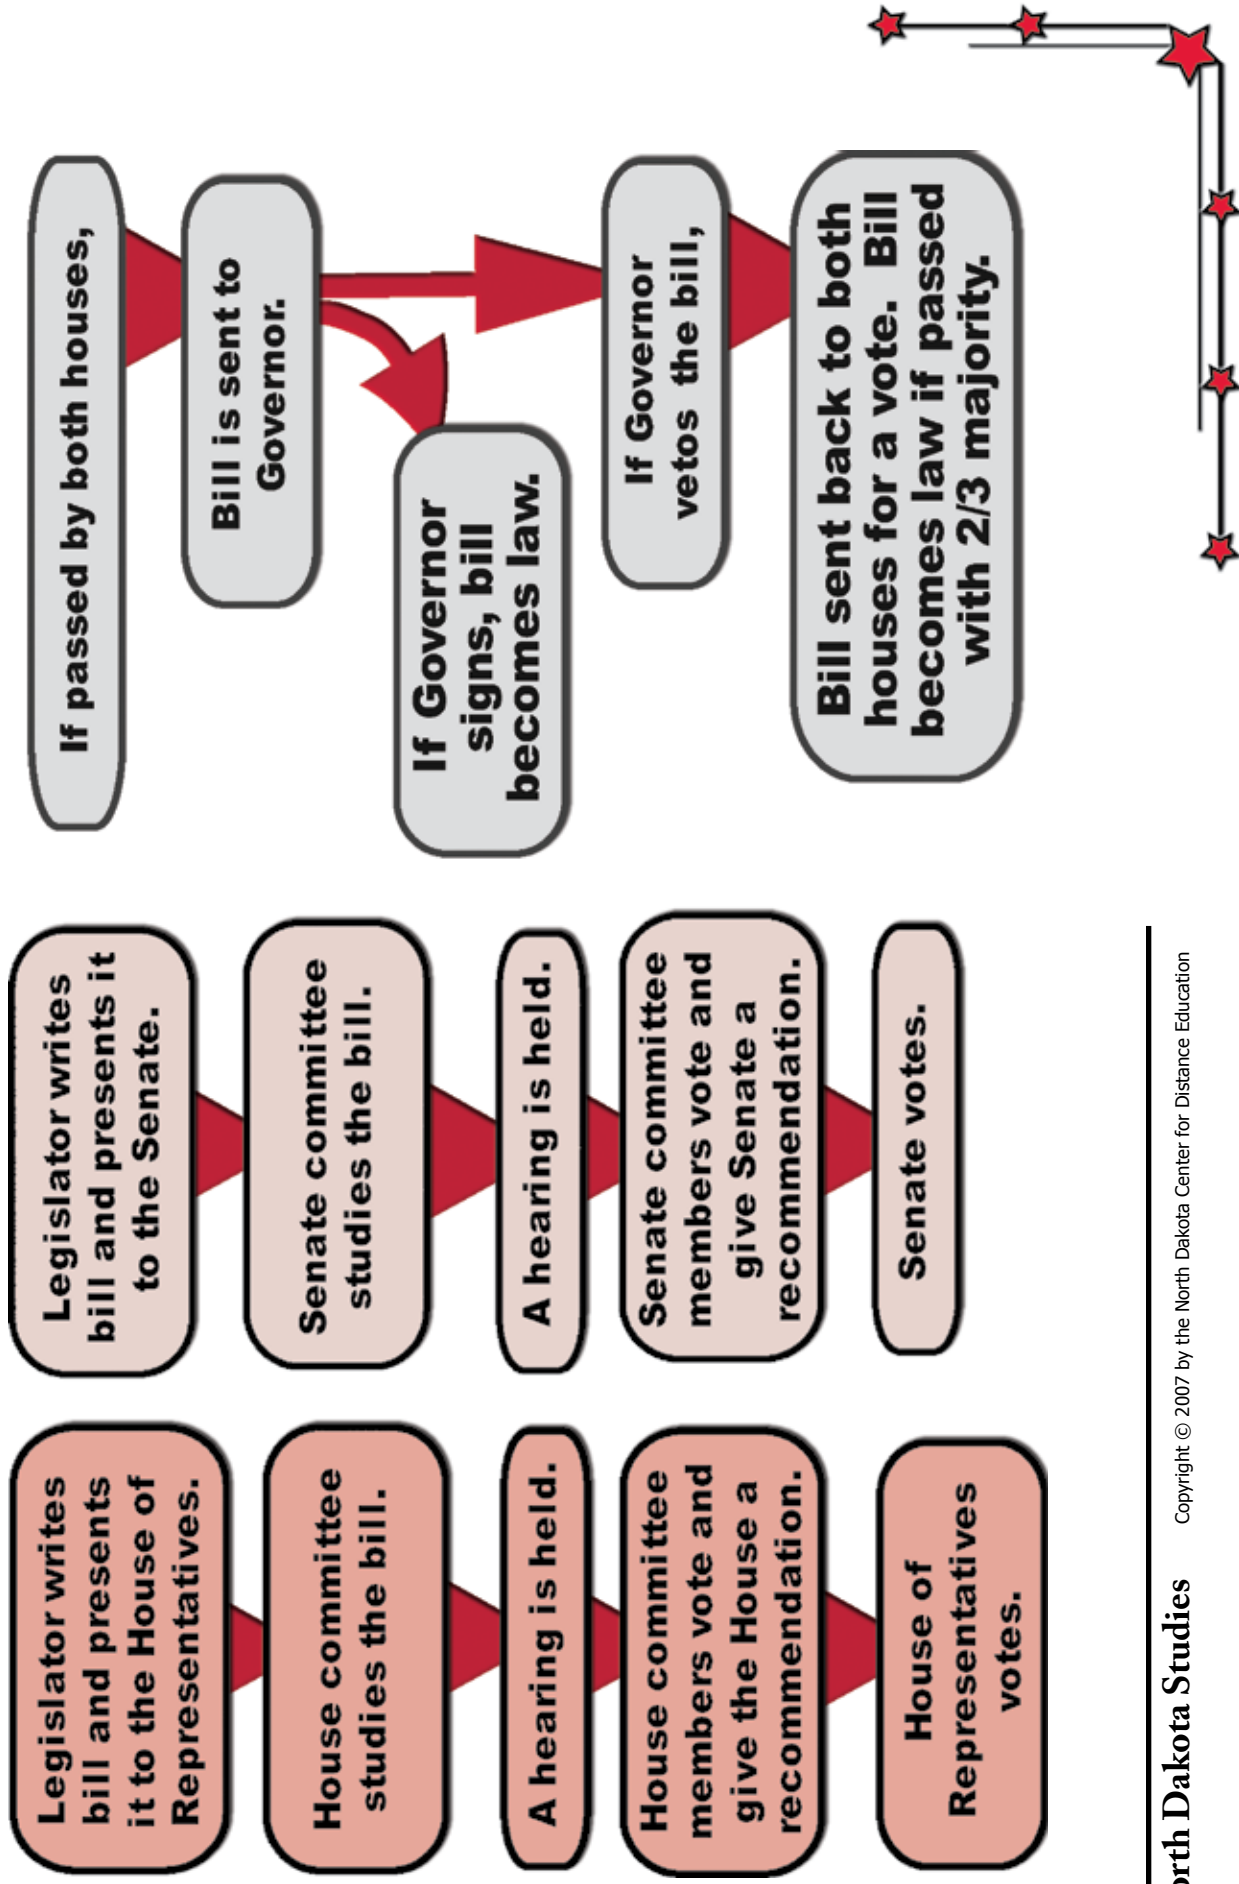 Legislator writes
bill and presents
it to the House of
Representatives.
House committee
studies the bill.
A hearing is held.
House committee
members vote and
give the House a
recommendation.
House of
Representatives
votes.
Legislator writes
bill and presents it
to the Senate.
Senate committee
studies the bill.
A hearing is held.
Senate committee
members vote and
give Senate a
recommendation.
Senate votes.
If passed by both houses,
Bill is sent to
Governor.
If Governor
signs, bill
becomes law.
If Governor
vetos the bill,
Bill sent back to both
houses for a vote. Bill
becomes law if passed
with 2/3 majority.
orth Dakota Studies Copyright © 2007 by the North Dakota Center for Distance Education